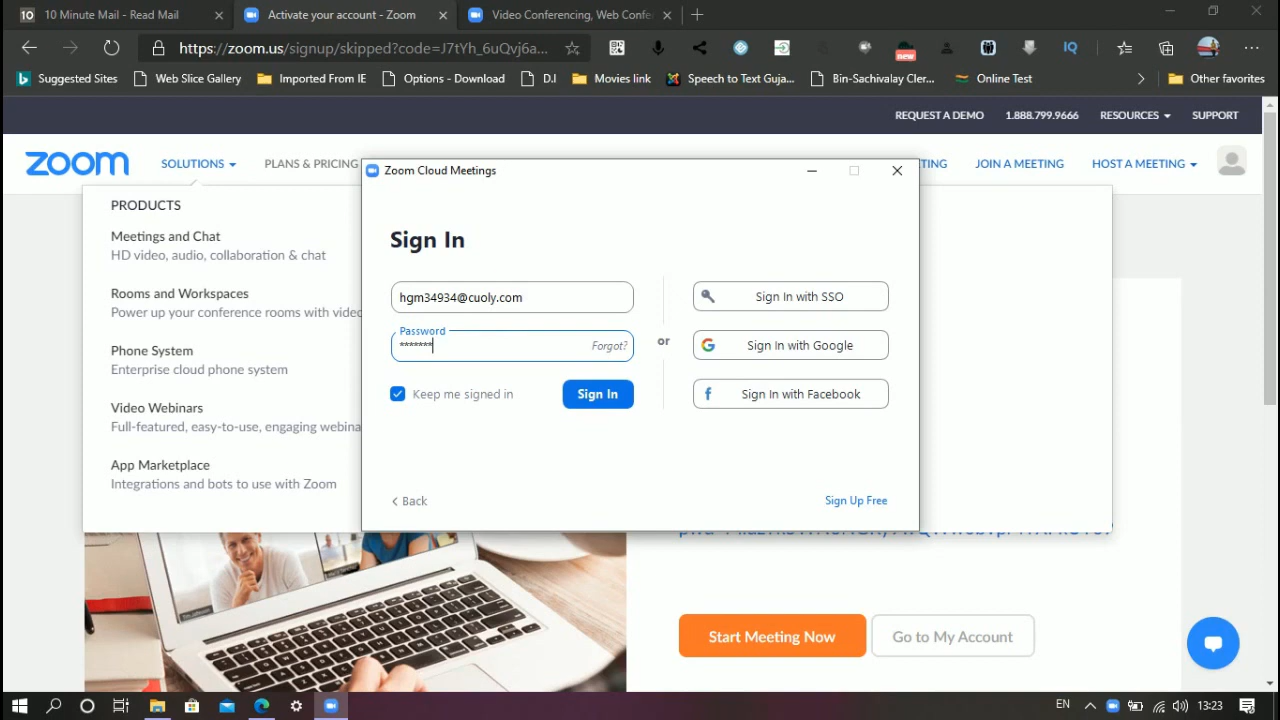 10 Minute Mail - Read Mail
Activate your account - Zoom
Video Conferencing, Web Confe
https://zoom.us/signup/skipped?code=J7tYh_6uQvj6a...
new
IQ
Suggested Sites
Web Slice Gallery
Imported From IE
Options - Download
D.I
Movies link
Speech to Text Guja...
Bin-Sachivalay Cler...
Online Test
Other favorites
REQUEST A DEMO
1.888.799.9666
RESOURCES
SUPPORT
zoom
SOLUTIONS
PLANS & PRICING
JOIN A MEETING
HOST A MEETING
PRODUCTS
Meetings and Chat
HD video, audio, collaboration & chat
Rooms and Workspaces
Power up your conference rooms with video
Phone System
Enterprise cloud phone system
Video Webinars
Full-featured, easy-to-use, engaging webina
App Marketplace
Integrations and bots to use with Zoom
Zoom Cloud Meetings
Sign In
hgm34934@cuoly.com
Password
*******
Forgot?
Keep me signed in
Sign In
or
Sign In with SSO
Sign In with Google
Sign In with Facebook
Back
Sign Up Free
Start Meeting Now
Go to My Account
EN
13:23